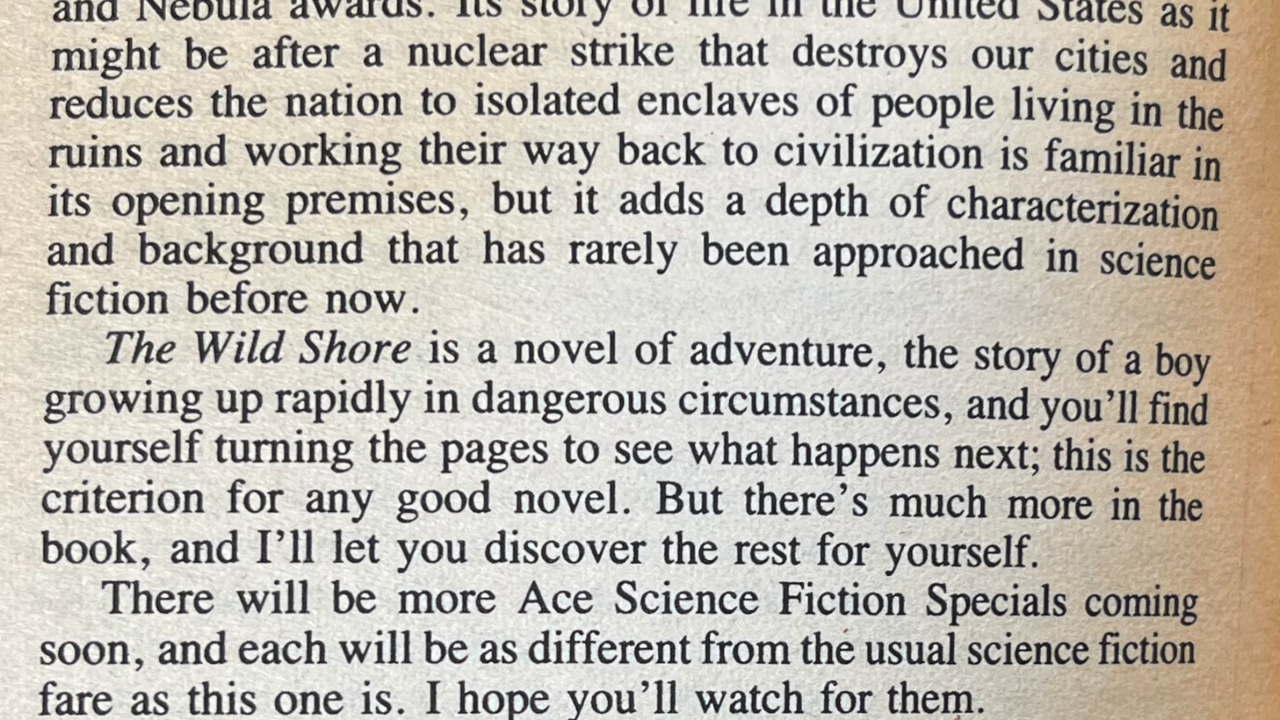 and Nebula awards. Its story of life in the United States as it
might be after a nuclear strike that destroys our cities and
reduces the nation to isolated enclaves of people living in the
ruins and working their way back to civilization is familiar in
its opening premises, but it adds a depth of characterization
and background that has rarely been approached in science
fiction before now.
The Wild Shore is a novel of adventure, the story of a boy
growing up rapidly in dangerous circumstances, and you'll find
yourself turning the pages to see what happens next; this is the
criterion for any good novel. But there's much more in the
book, and I'll let you discover the rest for yourself.
There will be more Ace Science Fiction Specials coming
soon, and each will be as different from the usual science fiction
fare as this one is. I hope you'll watch for them.